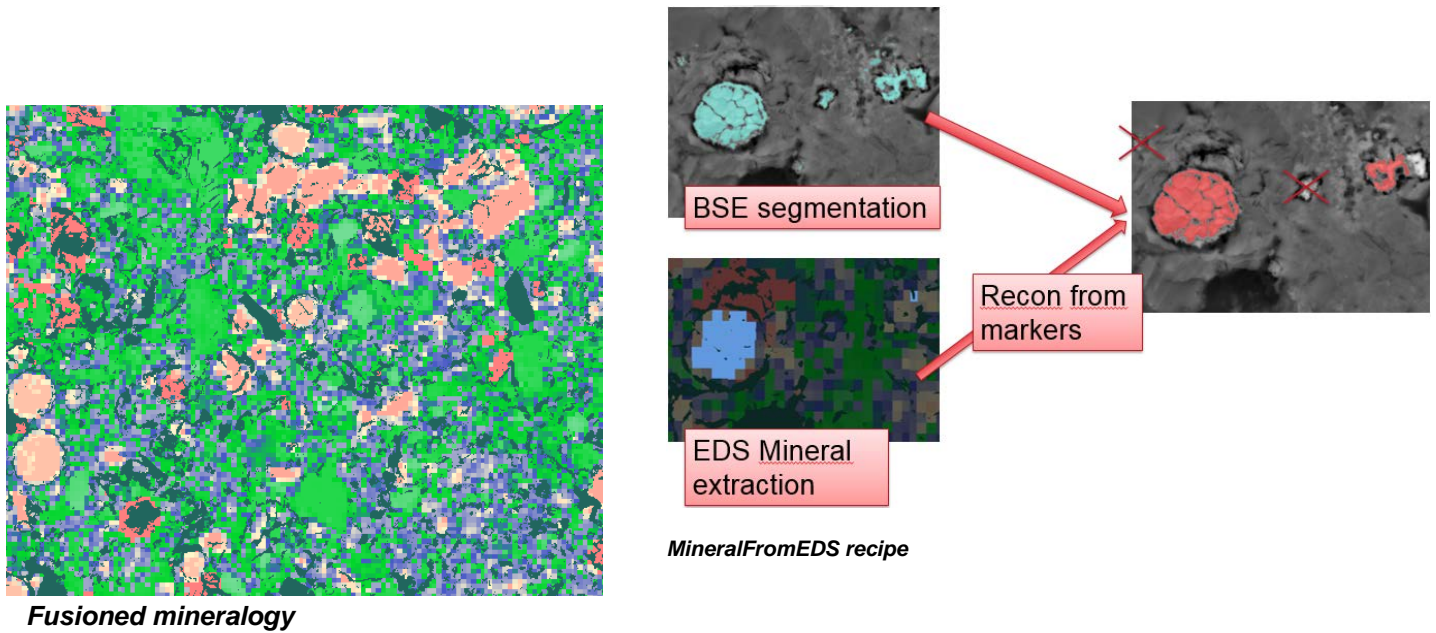 BSE segmentation
Recon from
markers
EDS Mineral
extraction
MineralFromEDS recipe
Fusioned mineralogy